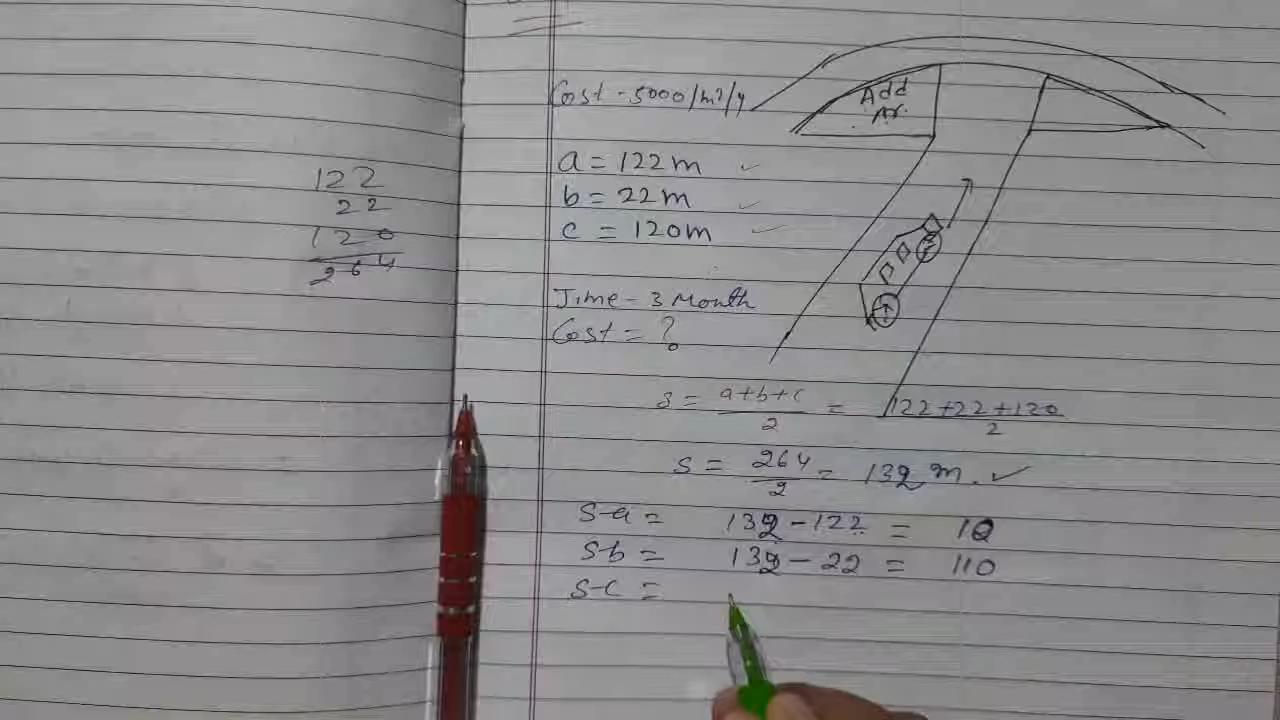 122
22
120
264
Cost - 5000/m²/y
Add
Ar.
a = 122m
b = 22m
c = 120m
Time - 3 Month
Cost = ?
s = a+b+c / 2 = 122+22+120 / 2
s = 264 / 2 = 132 m.
s-a = 132 - 122 = 10
s-b = 132 - 22 = 110
s-c =